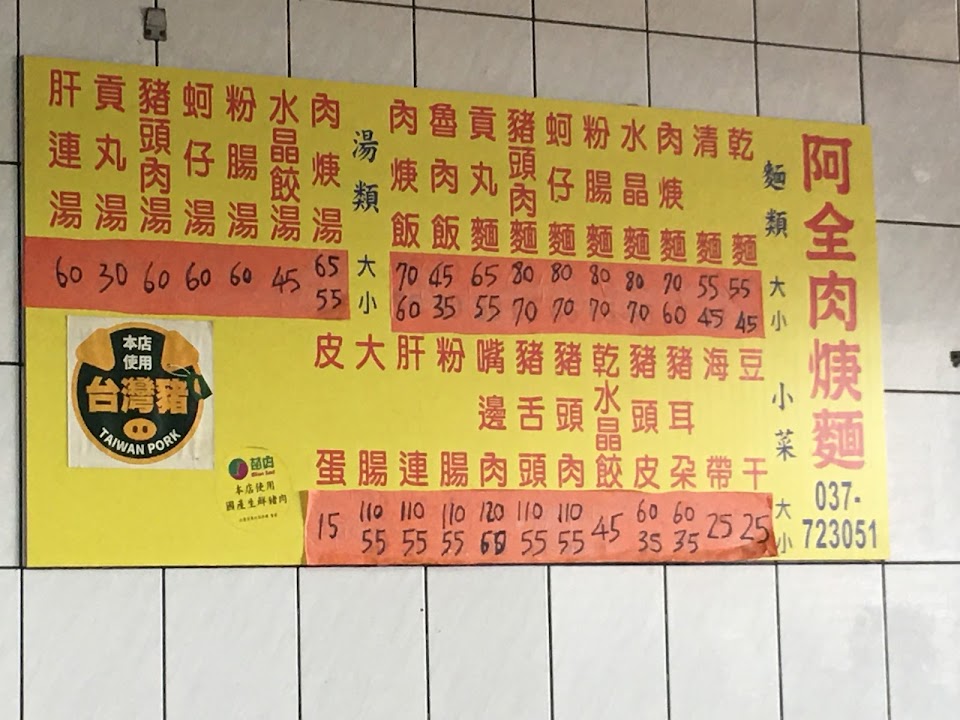 阿全肉焿麵
037-
723051
麵類
大
小
乾麵
55
45
清麵
55
45
肉焿麵
70
60
水晶麵
80
70
粉腸麵
80
70
蚵仔麵
80
70
豬頭肉麵
80
70
貢丸麵
65
55
魯肉飯
45
35
肉焿飯
70
60
湯類
大
小
肉焿湯
65
55
水晶餃湯
45
粉腸湯
60
蚵仔湯
60
豬頭肉湯
60
貢丸湯
30
肝連湯
60
小菜
大
小
豆干
25
海帶
25
豬耳朵
60
35
豬頭皮
60
35
乾水晶餃
45
豬頭肉
110
55
豬舌頭
110
55
嘴邊肉
120
60
粉腸
110
55
肝連
110
55
大腸
110
55
皮蛋
15
本店
使用
台灣豬
TAIWAN PORK
本店使用
國產生鮮豬肉